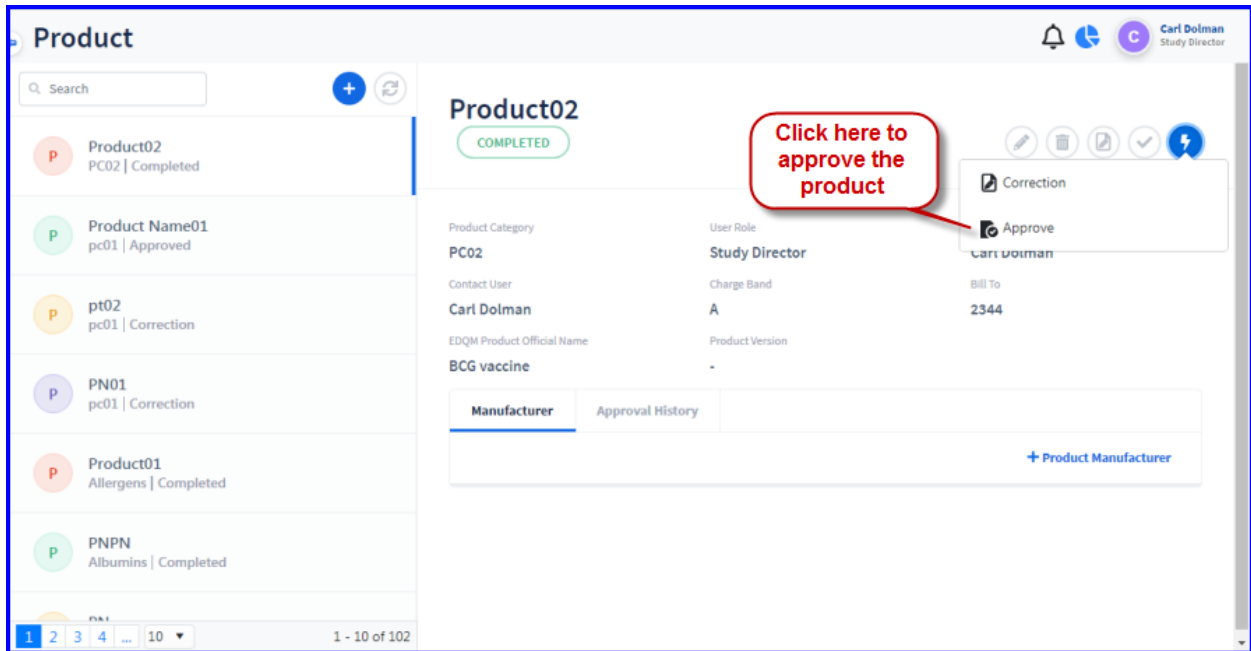 Product
C
Carl Dolman
Study Director
Search
+
P
Product02
PC02 | Completed
P
Product Name01
pc01 | Approved
P
pt02
pc01 | Correction
P
PN01
pc01 | Correction
P
Product01
Allergens | Completed
P
PNPN
Albumins | Completed
1 2 3 4 ... 10 1 - 10 of 102
Product02
COMPLETED
Click here to
approve the
product
Correction
Approve
Product Category
PC02
User Role
Study Director
Carl Dolman
Contact User
Carl Dolman
Charge Band
A
Bill To
2344
EDQM Product Official Name
BCG vaccine
Product Version
-
Manufacturer Approval History
+ Product Manufacturer